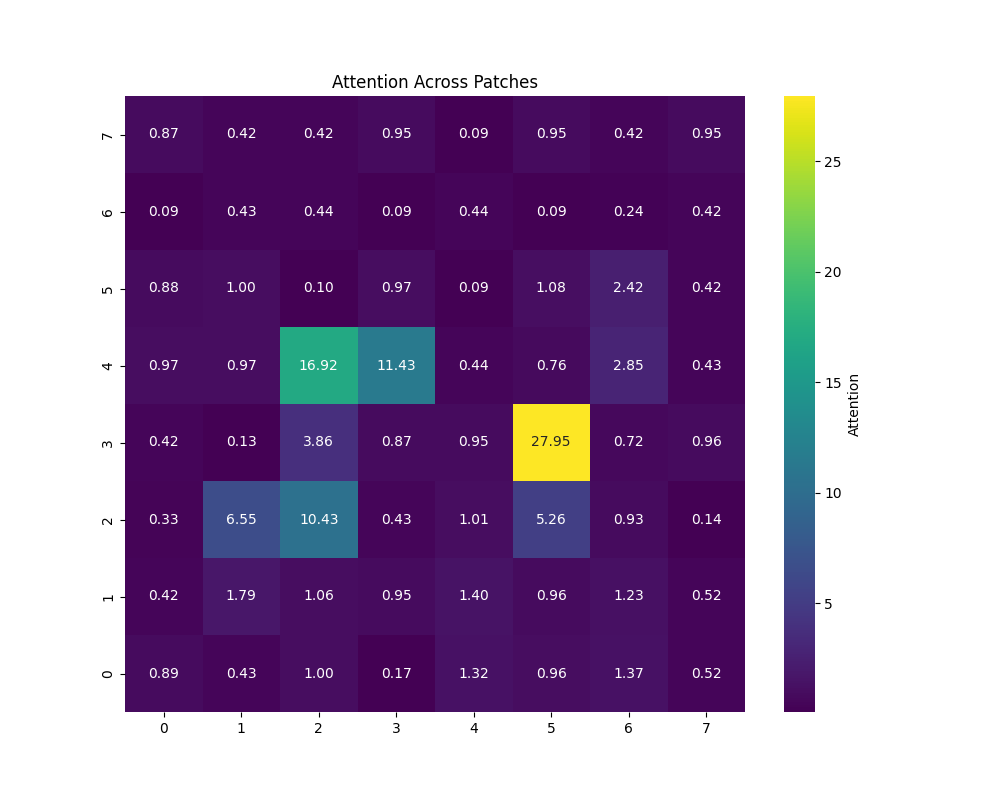 Attention Across Patches
7 0.87 0.42 0.42 0.95 0.09 0.95 0.42 0.95
6 0.09 0.43 0.44 0.09 0.44 0.09 0.24 0.42
5 0.88 1.00 0.10 0.97 0.09 1.08 2.42 0.42
4 0.97 0.97 16.92 11.43 0.44 0.76 2.85 0.43
3 0.42 0.13 3.86 0.87 0.95 27.95 0.72 0.96
2 0.33 6.55 10.43 0.43 1.01 5.26 0.93 0.14
1 0.42 1.79 1.06 0.95 1.40 0.96 1.23 0.52
0 0.89 0.43 1.00 0.17 1.32 0.96 1.37 0.52
0 1 2 3 4 5 6 7
25
20
15
10
5
Attention